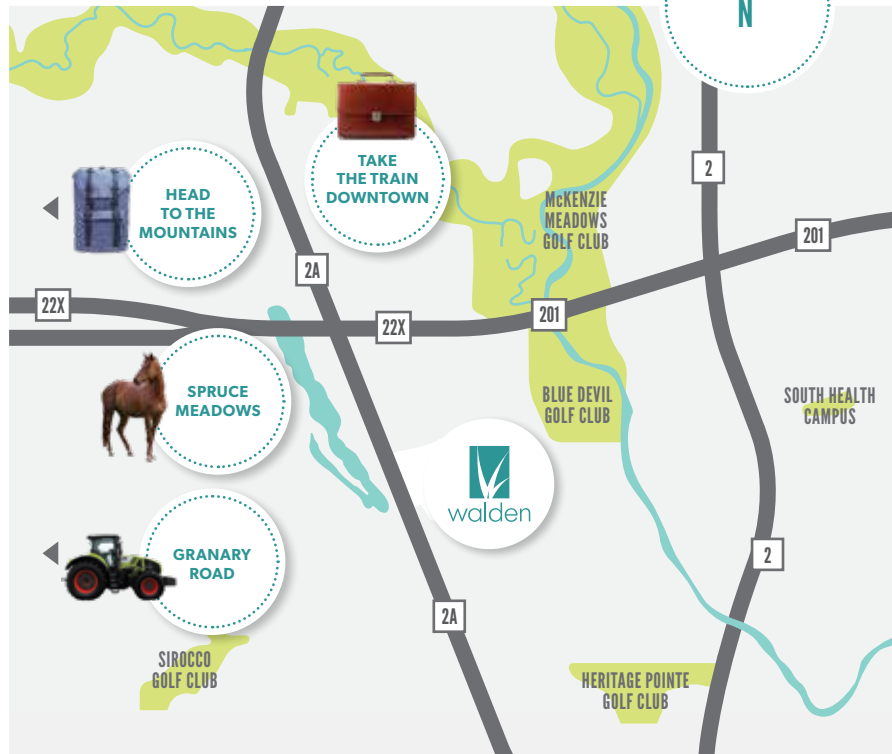 N
2
TAKE
THE TRAIN
DOWNTOWN
HEAD
TO THE
MOUNTAINS
McKENZIE
MEADOWS
GOLF CLUB
201
2A
22X
22X
201
SPRUCE
MEADOWS
BLUE DEVIL
GOLF CLUB
SOUTH HEALTH
CAMPUS
walden
GRANARY
ROAD
2
2A
SIROCCO
GOLF CLUB
HERITAGE POINTE
GOLF CLUB